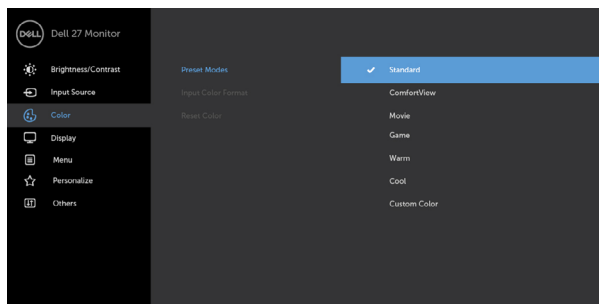 DELL Dell 27 Monitor
Brightness/Contrast Preset Modes Standard
Input Source Input Color Format ComfortView
Color Reset Color Movie
Display Game
Menu Warm
Personalize Cool
Others Custom Color